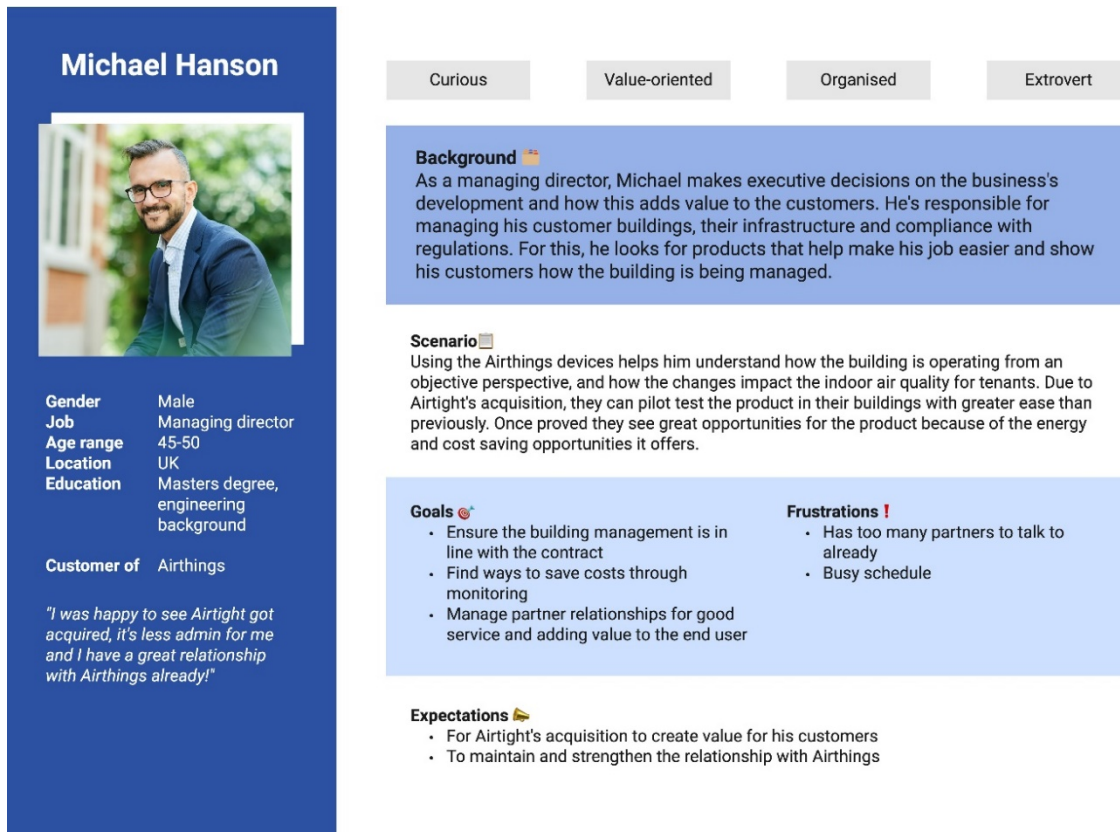 Michael Hanson
Gender Male
Job Managing director
Age range 45-50
Location UK
Education Masters degree,
engineering
background
Customer of Airthings
"I was happy to see Airtight got
acquired, it's less admin for me
and I have a great relationship
with Airthings already!"
Curious
Value-oriented
Organised
Extrovert
Background
As a managing director, Michael makes executive decisions on the business's
development and how this adds value to the customers. He's responsible for
managing his customer buildings, their infrastructure and compliance with
regulations. For this, he looks for products that help make his job easier and show
his customers how the building is being managed.
Scenario
Using the Airthings devices helps him understand how the building is operating from an
objective perspective, and how the changes impact the indoor air quality for tenants. Due to
Airtight's acquisition, they can pilot test the product in their buildings with greater ease than
previously. Once proved they see great opportunities for the product because of the energy
and cost saving opportunities it offers.
Goals
• Ensure the building management is in
line with the contract
• Find ways to save costs through
monitoring
• Manage partner relationships for good
service and adding value to the end user
Frustrations
• Has too many partners to talk to
already
• Busy schedule
Expectations
• For Airtight's acquisition to create value for his customers
• To maintain and strengthen the relationship with Airthings